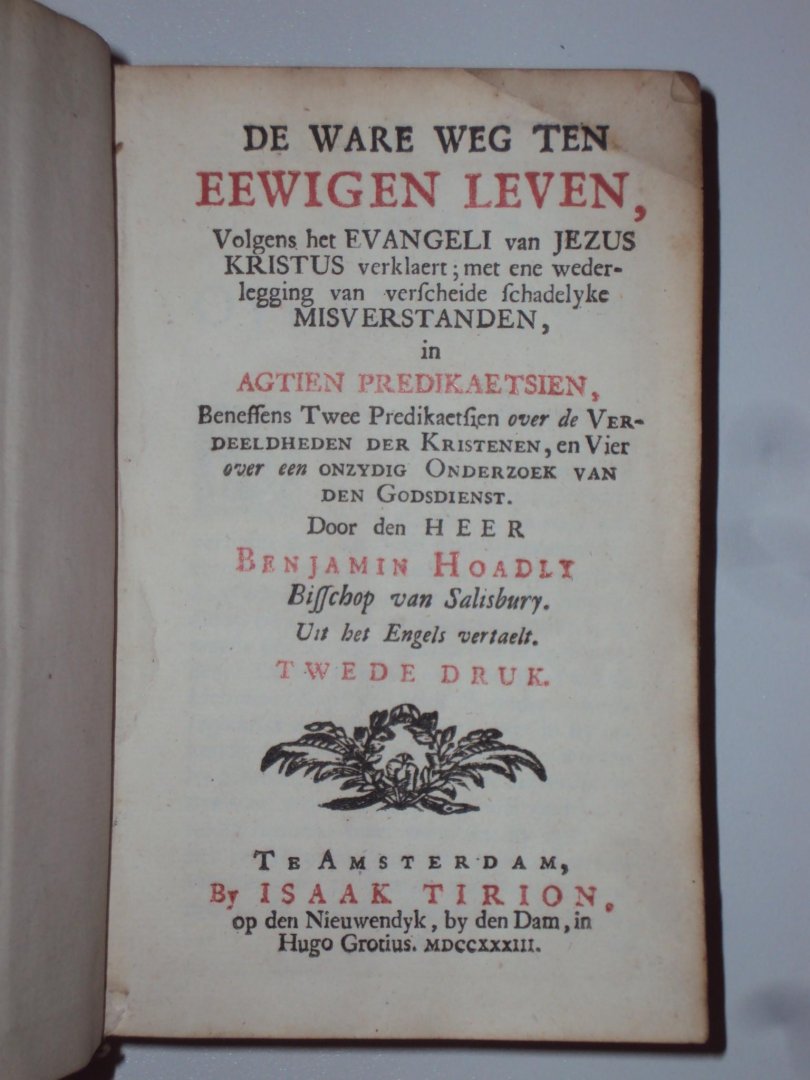 DE WARE WEG TEN
EEWIGEN LEVEN,
Volgens het EVANGELI van JEZUS
KRISTUS verklaert; met ene weder-
legging van verſcheide ſchadelyke
MISVERSTANDEN,
in
AGTIEN PREDIKAETSIEN,
Beneffens Twee Predikaetſien over de VER-
DEELDHEDEN DER KRISTENEN, en Vier
over een ONZYDIG ONDERZOEK VAN
DEN GODSDIENST.
Door den HEER
BENJAMIN HOADLY
Biſſchop van Salisbury.
Uit het Engels vertaelt.
TWEDE DRUK.
TE AMSTERDAM,
By ISAAK TIRION,
op den Nieuwendyk, by den Dam, in
Hugo Grotius. MDCCXXXIII.